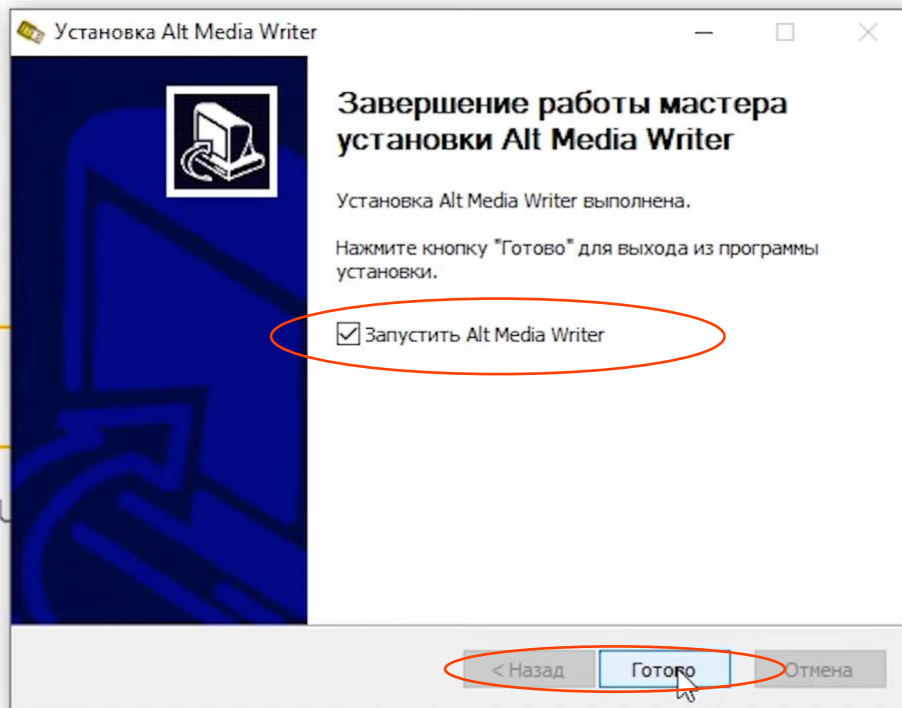 Установка Alt Media Writer
Завершение работы мастера
установки Alt Media Writer
Установка Alt Media Writer выполнена.
Нажмите кнопку "Готово" для выхода из программы
установки.
Запустить Alt Media Writer
< Назад
Готово
Отмена